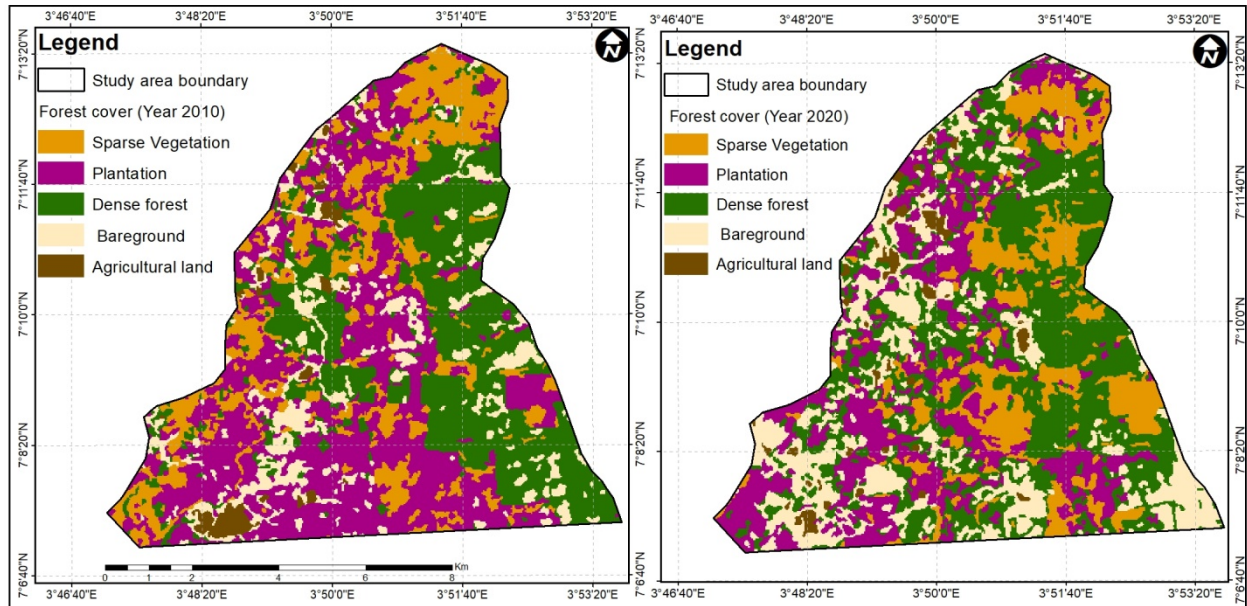 3°46'40"E 3°48'20"E 3°50'0"E 3°51'40"E 3°53'20"E
Legend
N
Study area boundary
Forest cover (Year 2010)
Sparse Vegetation
Plantation
Dense forest
Bareground
Agricultural land
7°13'20"N
7°11'40"N
7°10'0"N
7°8'20"N
7°6'40"N
0 1 2 4 6 8 Km
3°46'40"E 3°48'20"E 3°50'0"E 3°51'40"E 3°53'20"E
3°46'40"E 3°48'20"E 3°50'0"E 3°51'40"E 3°53'20"E
Legend
N
Study area boundary
Forest cover (Year 2020)
Sparse Vegetation
Plantation
Dense forest
Bareground
Agricultural land
7°13'20"N
7°11'40"N
7°10'0"N
7°8'20"N
7°6'40"N
3°46'40"E 3°48'20"E 3°50'0"E 3°51'40"E 3°53'20"E